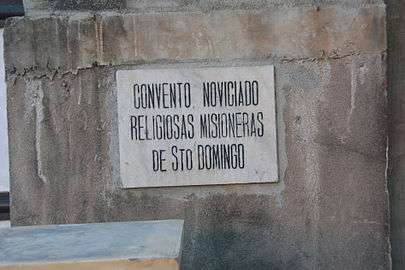 CONVENTO, NOVICIADO
RELIGIOSAS MISIONERAS
DE STO DOMINGO